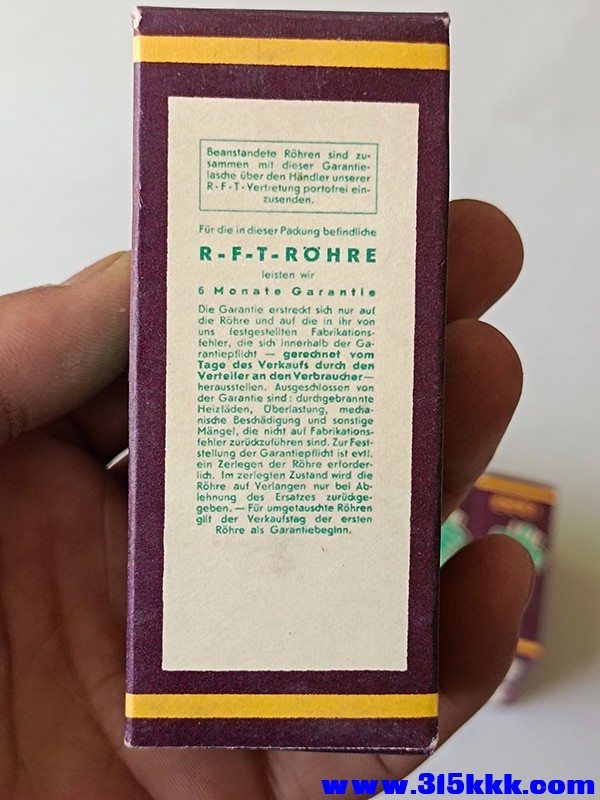 Beanstandete Röhren sind zu-
sammen mit dieser Garantie-
lasche über den Händler unserer
R-F-T-Vertretung portofrei ein-
zusenden.
Für die in dieser Packung befindliche
R-F-T-RÖHRE
leisten wir
6 Monate Garantie
Die Garantie erstreckt sich nur auf
die Röhre und auf die in ihr von
uns festgestellten Fabrikations-
fehler, die sich innerhalb der Ga-
rantiepflicht — gerechnet vom
Tage des Verkaufs durch den
Verteiler an den Verbraucher—
herausstellen. Ausgeschlossen von
der Garantie sind: durchgebrannte
Heizfäden, Überlastung, mecha-
nische Beschädigung und sonstige
Mängel, die nicht auf Fabrikations-
fehler zurückzuführen sind. Zur Fest-
stellung der Garantiepflicht ist evtl.
ein Zerlegen der Röhre erforder-
lich. Im zerlegten Zustand wird die
Röhre auf Verlangen nur bei Ab-
lehnung des Ersatzes zurückge-
geben. — Für umgetauschte Röhren
gilt der Verkaufstag der ersten
Röhre als Garantiebeginn.
www.315kkk.com